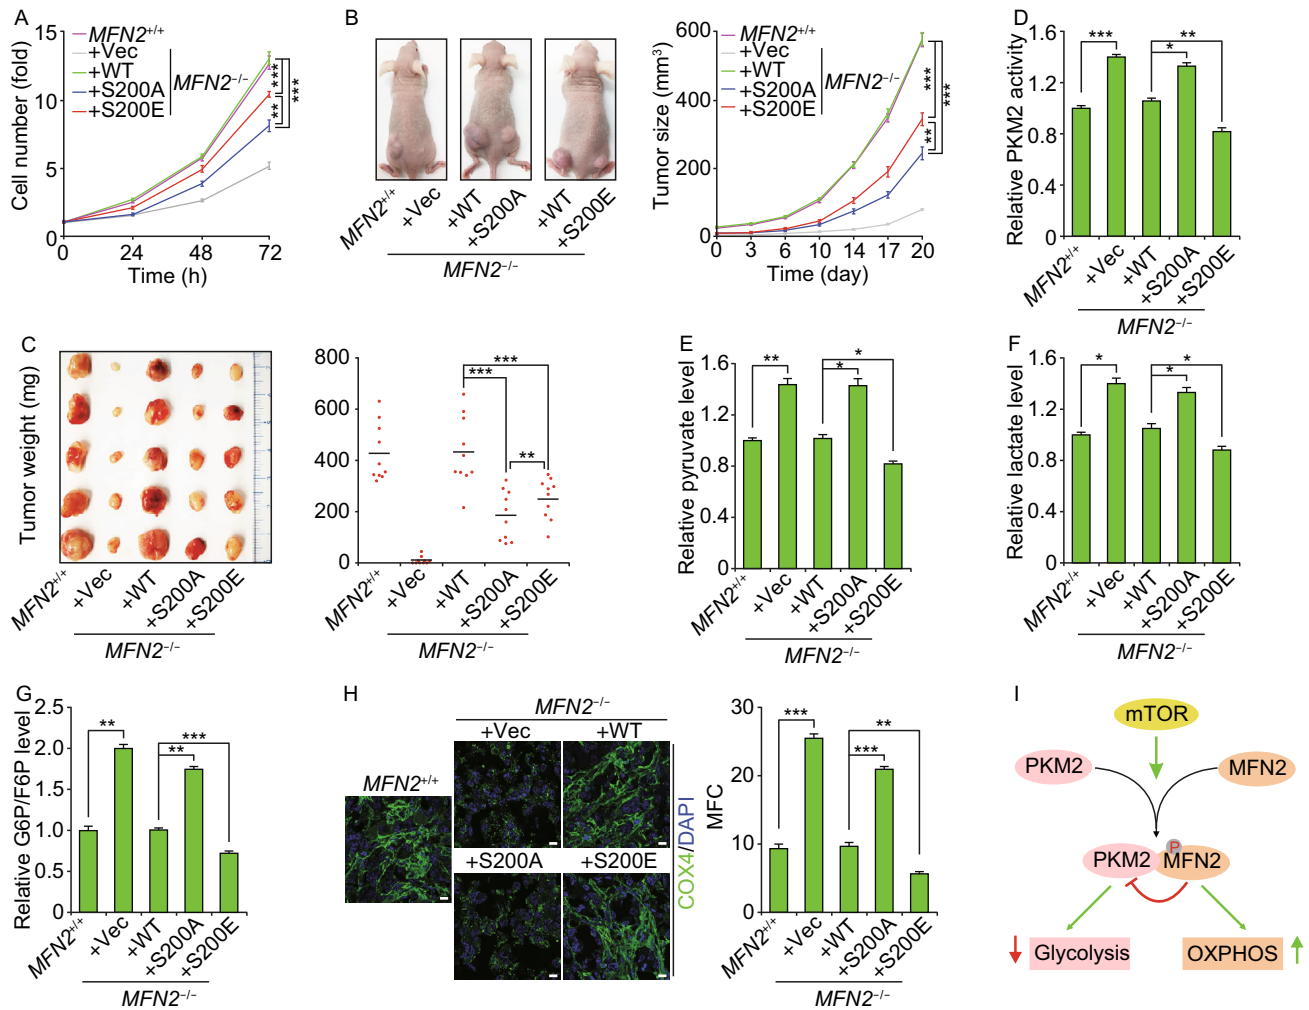 A
Cell number (fold)
15
10
5
0
0
24
48
72
Time (h)
MFN2+/+
+Vec
+WT
+S200A
+S200E
MFN2−/−
***
**
***
B
MFN2+/+
+Vec
+WT
+S200A
+WT
+S200E
MFN2−/−
Tumor size (mm3)
600
400
200
0
0
3
6
10
14
17
20
Time (day)
MFN2+/+
+Vec
+WT
+S200A
+S200E
MFN2−/−
***
**
***
D
Relative PKM2 activity
1.6
1.2
0.8
0.4
0
***
*
**
MFN2+/+
+Vec
+WT
+S200A
+S200E
MFN2−/−
C
Tumor weight (mg)
MFN2+/+
+Vec
+WT
+S200A
+S200E
MFN2−/−
800
600
400
200
0
***
***
**
MFN2+/+
+Vec
+WT
+S200A
+S200E
MFN2−/−
E
Relative pyruvate level
1.6
1.2
0.8
0.4
0
**
*
*
MFN2+/+
+Vec
+WT
+S200A
+S200E
MFN2−/−
F
Relative lactate level
1.6
1.2
0.8
0.4
0
*
*
*
MFN2+/+
+Vec
+WT
+S200A
+S200E
MFN2−/−
G
Relative G6P/F6P level
2.5
2.0
1.5
1.0
0.5
0
**
**
***
MFN2+/+
+Vec
+WT
+S200A
+S200E
MFN2−/−
H
MFN2−/−
+Vec
+WT
MFN2+/+
+S200A
+S200E
COX4/DAPI
MFC
30
20
10
0
***
***
**
MFN2+/+
+Vec
+WT
+S200A
+S200E
MFN2−/−
I
mTOR
PKM2
MFN2
P
PKM2
MFN2
Glycolysis
OXPHOS